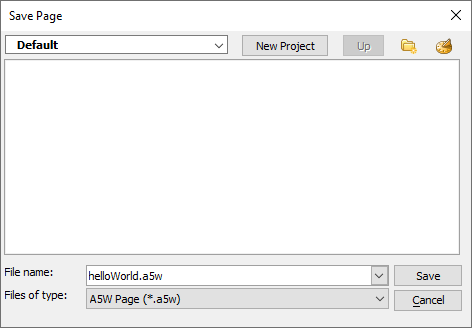 Save Page
Default New Project Up
File name: helloWorld.a5w Save
Files of type: A5W Page (*.a5w) Cancel